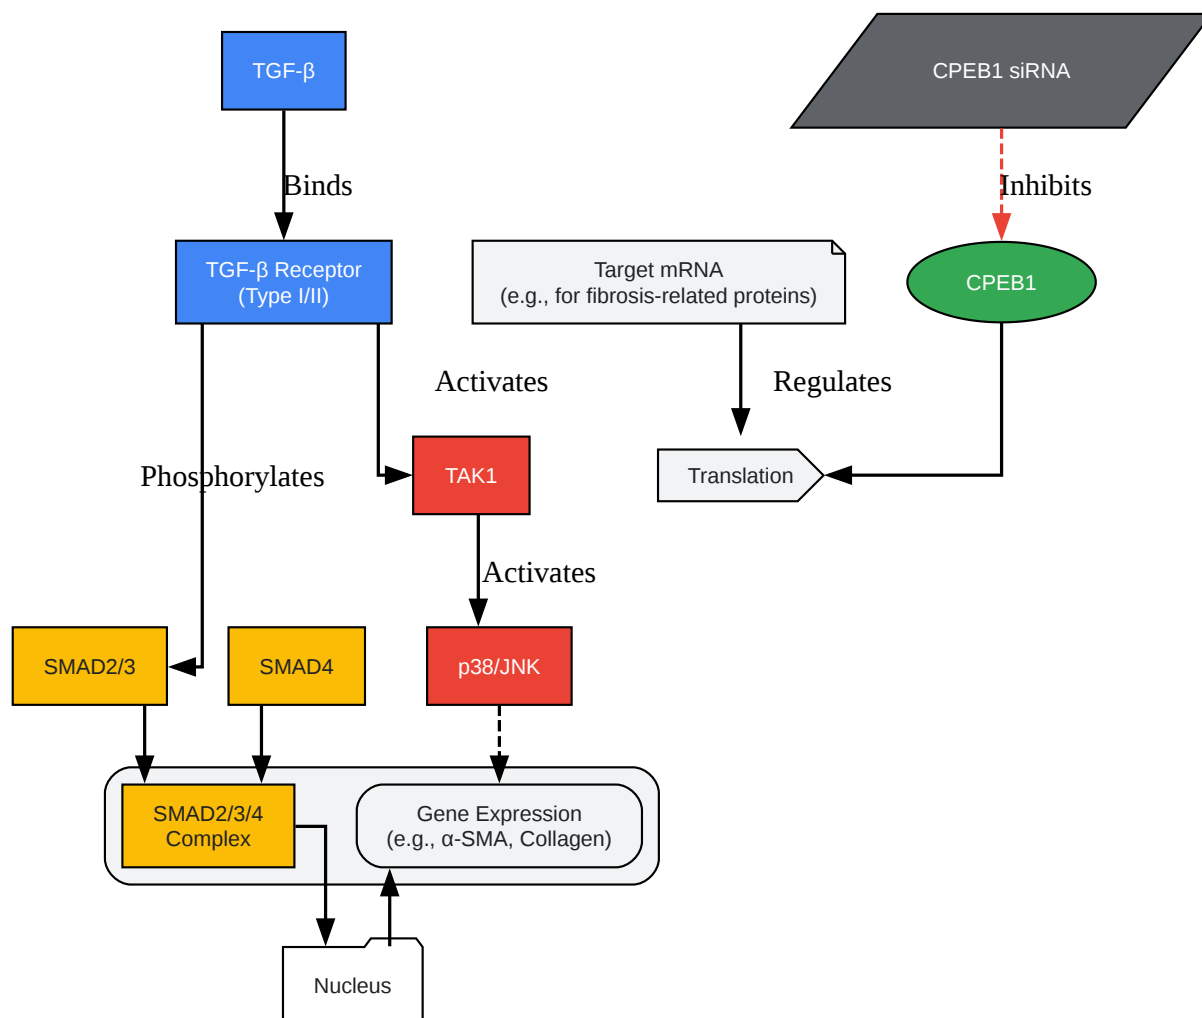 TGF-β
CPEB1 siRNA
Binds
Inhibits
TGF-β Receptor
(Type I/II)
Target mRNA
(e.g., for fibrosis-related proteins)
CPEB1
Activates
Regulates
Phosphorylates
TAK1
Translation
Activates
SMAD2/3
SMAD4
p38/JNK
SMAD2/3/4
Complex
Gene Expression
(e.g., α-SMA, Collagen)
Nucleus